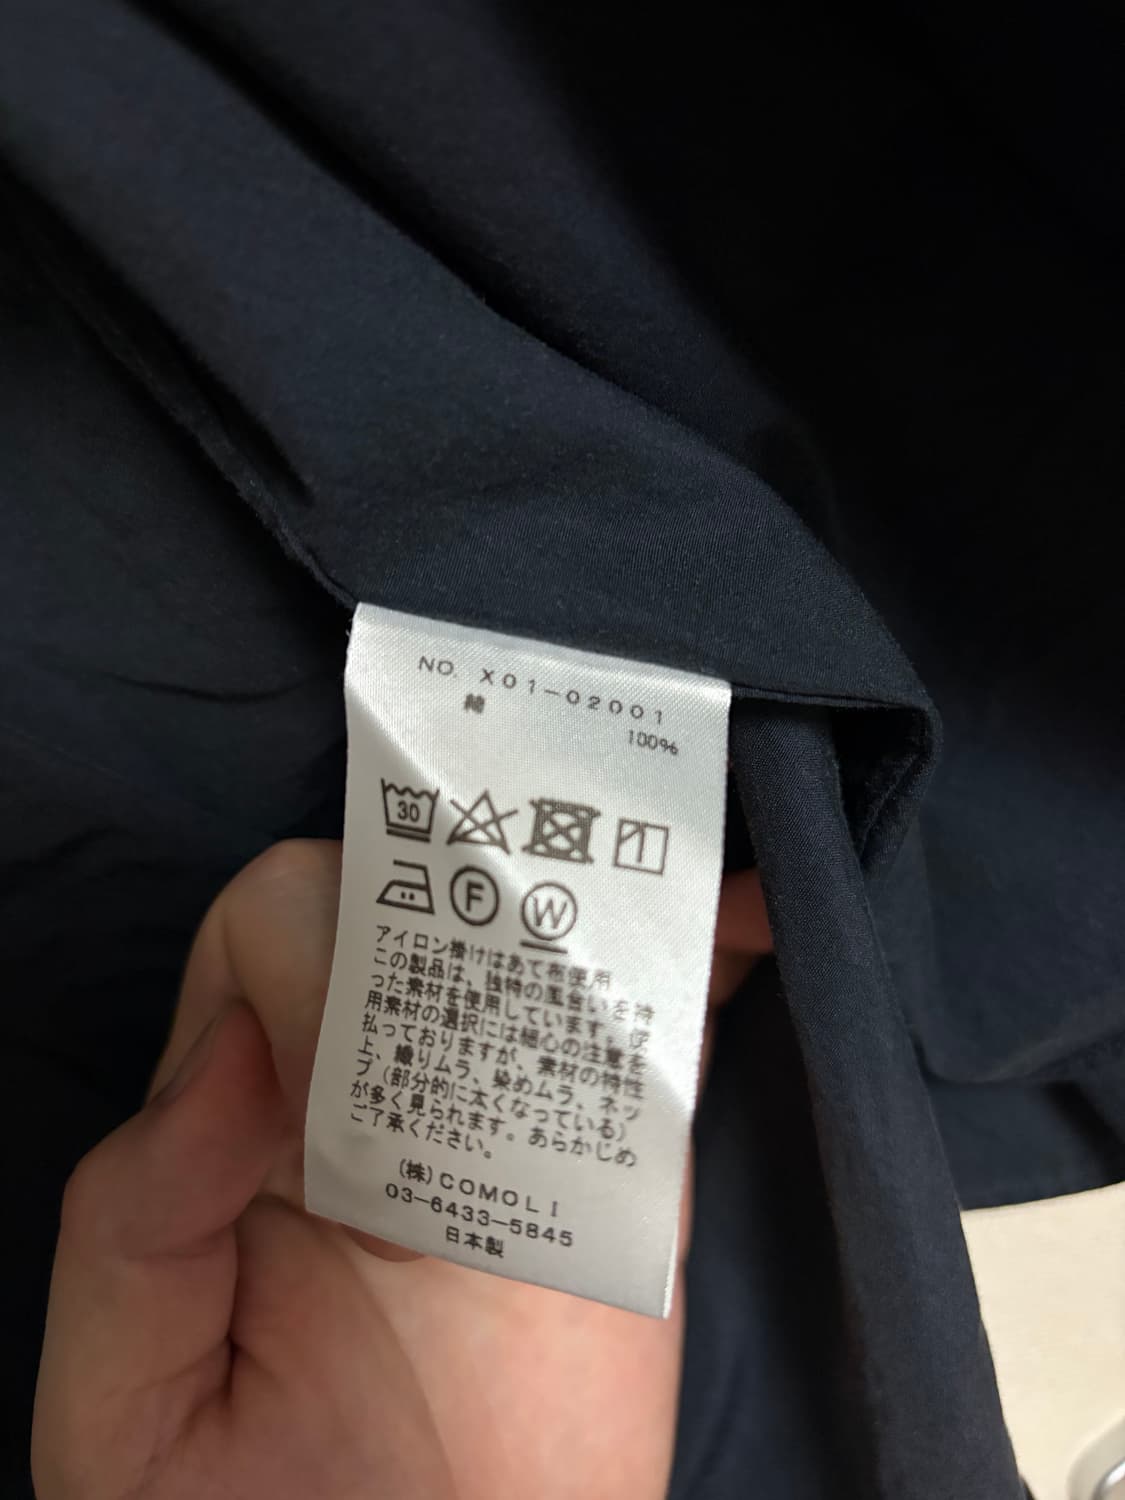 NO. X01-02001
綿
100%
30
F
W
アイロン掛けはあて布使用
この製品は、独特の風合いを持
った素材を使用しています。使
用素材の選択には細心の注意を
払っておりますが、素材の特性
上、織りムラ、染めムラ、ネッ
プ(部分的に太くなっている)
が多く見られます。あらかじめ
ご了承ください。
(株)COMOLI
03-6433-5845
日本製